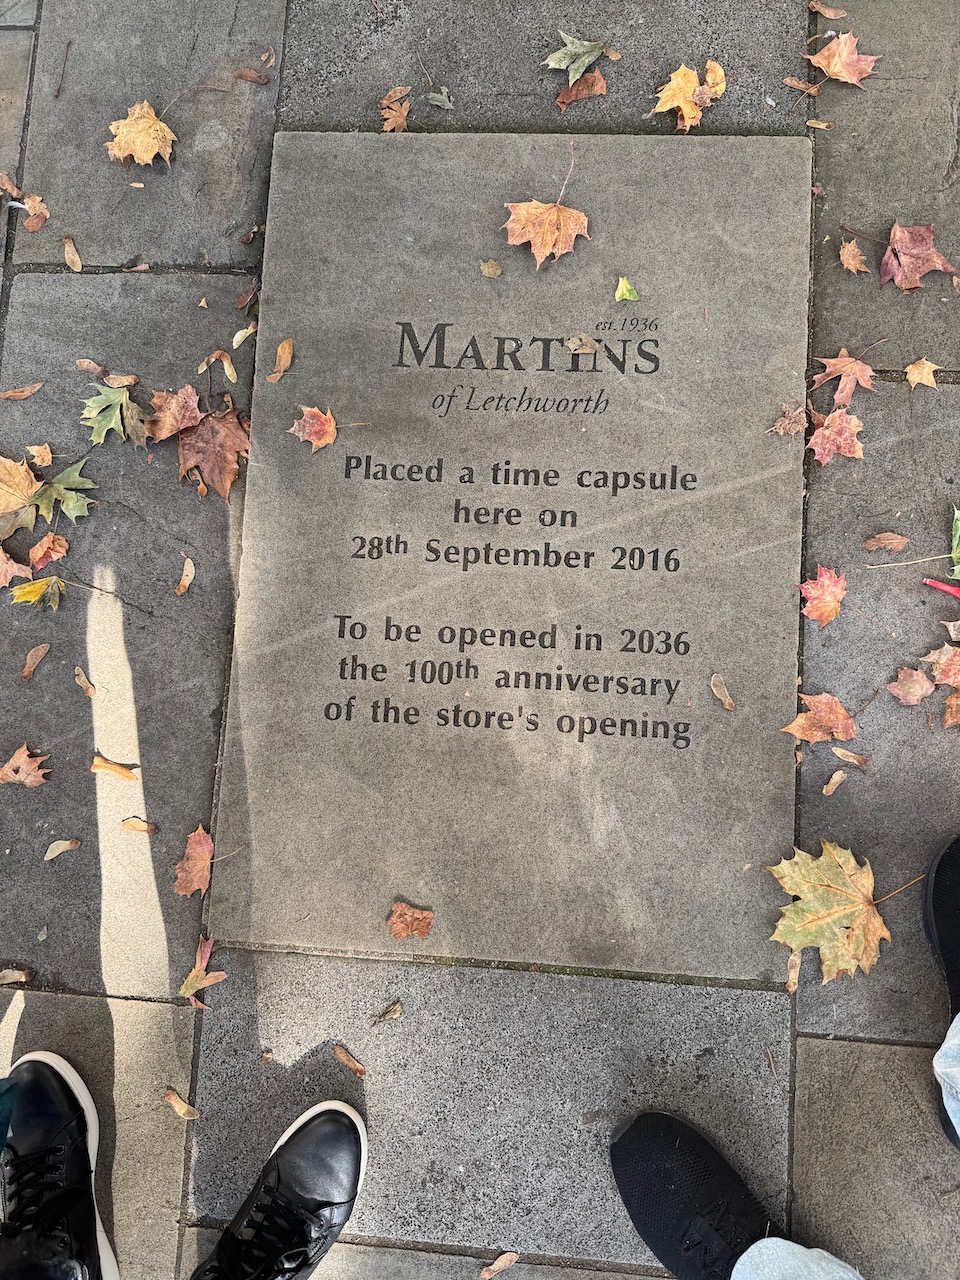 est. 1936
MARTINS
of Letchworth
Placed a time capsule
here on
28th September 2016
To be opened in 2036
the 100th anniversary
of the store's opening